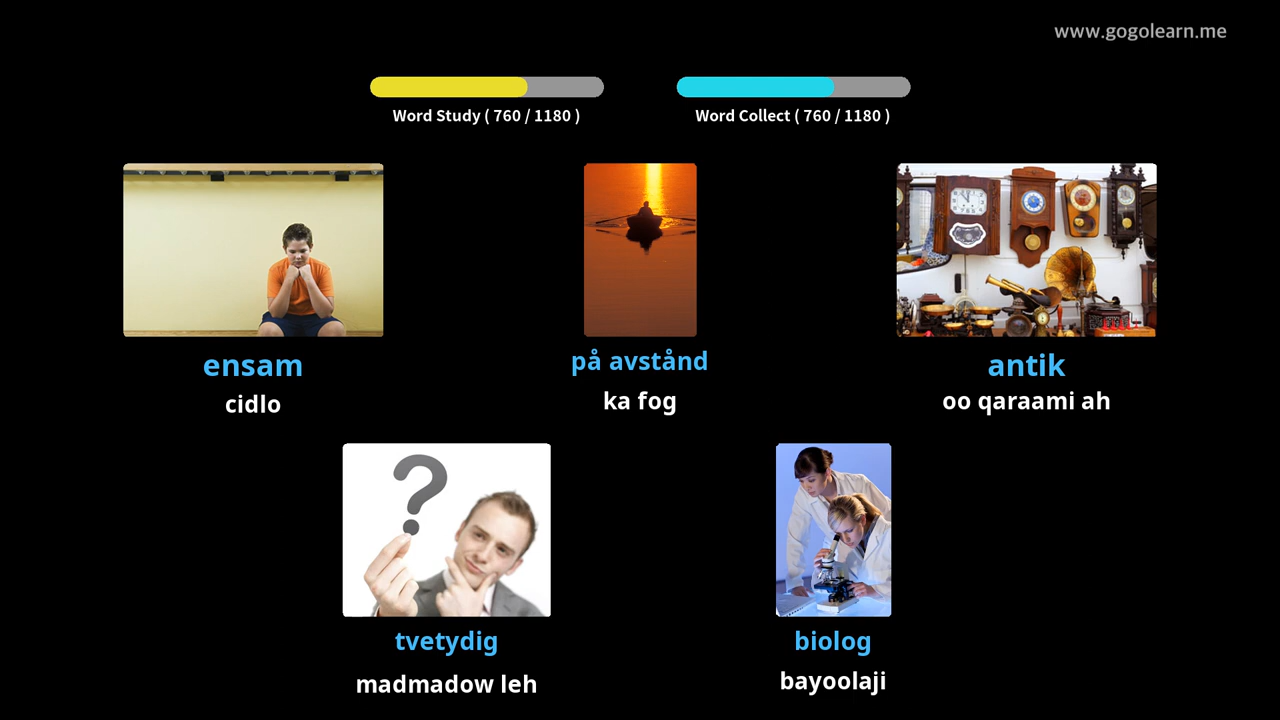 www.gogolearn.me
Word Study ( 760 / 1180 )
Word Collect ( 760 / 1180 )
ensam
cidlo
på avstånd
ka fog
antik
oo qaraami ah
tvetydig
madmadow leh
biolog
bayoolaji